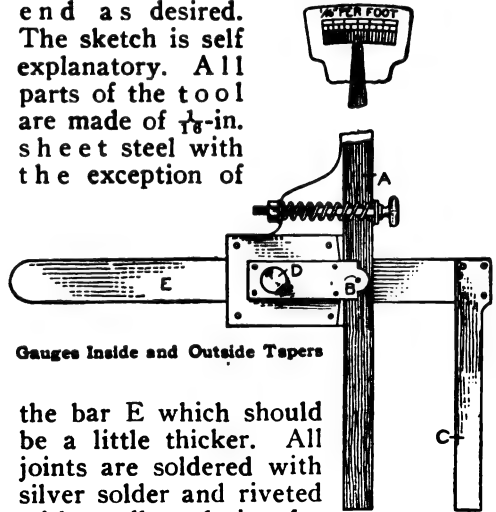 end as desired.
The sketch is self
explanatory. All
parts of the tool
are made of 1/16-in.
sheet steel with
the exception of
PER FOOT
A
D
B
E
C
Gauges Inside and Outside Tapers
the bar E which should
be a little thicker. All
joints are soldered with
silver solder and riveted